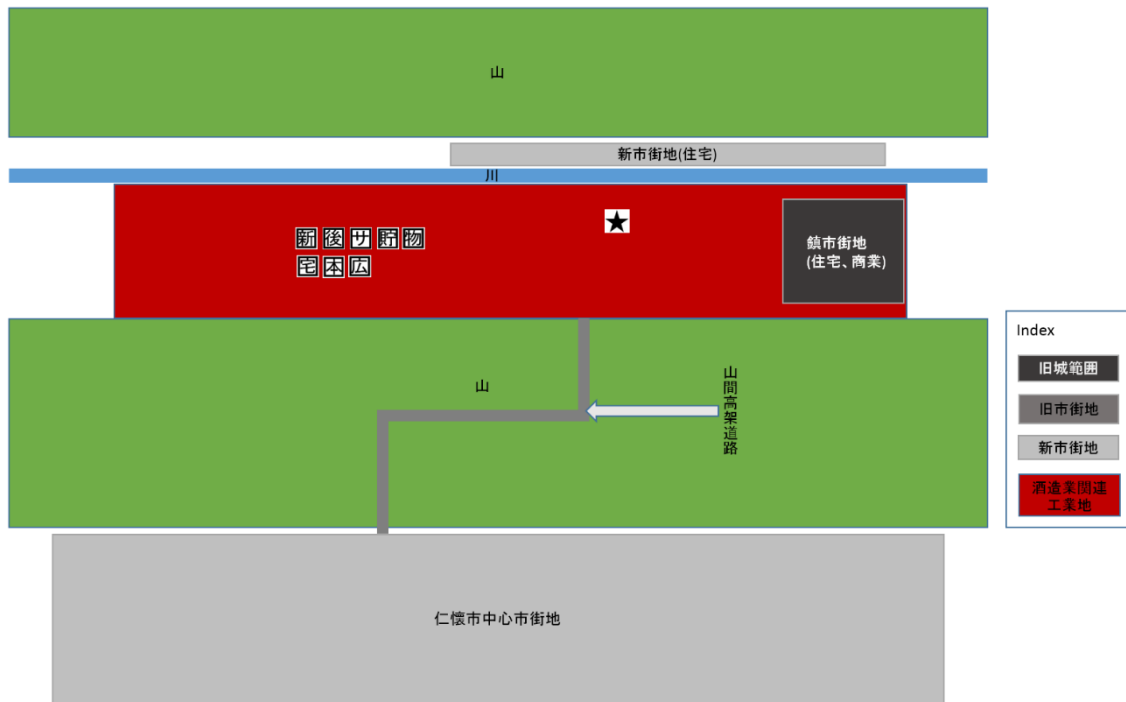 山
新市街地(住宅)
川
★
新 後 サ 貯 物
宅 本 広
鎮市街地
(住宅、商業)
山
山間高架道路
仁懐市中心市街地
Index
旧城範囲
旧市街地
新市街地
酒造業関連
工業地